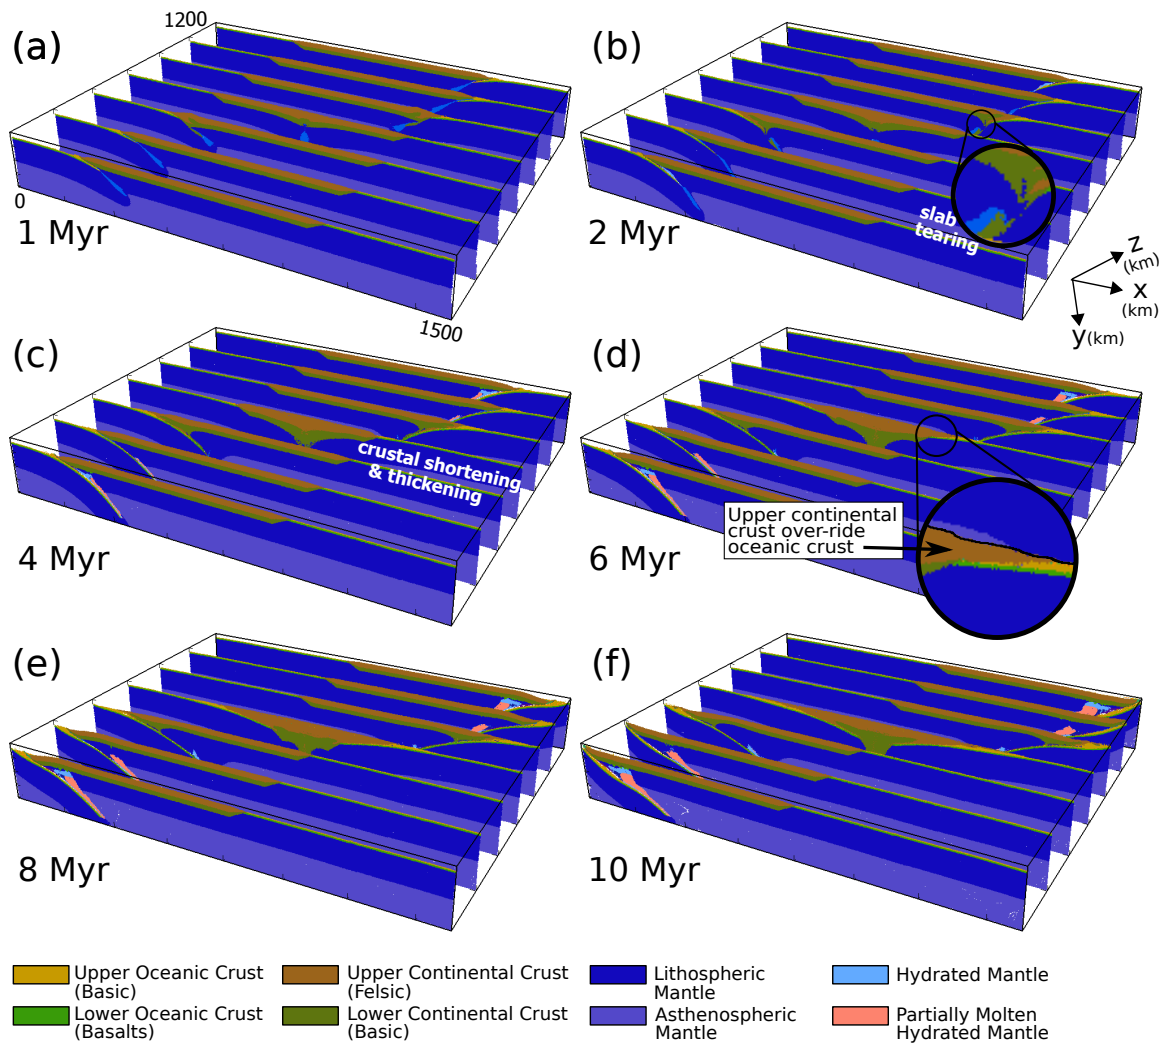 (a)
1200
0
1 Myr
1500
(b)
2 Myr
slab
tearing
z
(km)
x
(km)
y(km)
(c)
4 Myr
crustal shortening
& thickening
(d)
6 Myr
Upper continental
crust over-ride
oceanic crust
(e)
8 Myr
(f)
10 Myr
Upper Oceanic Crust
(Basic)
Upper Continental Crust
(Felsic)
Lithospheric
Mantle
Hydrated Mantle
Lower Oceanic Crust
(Basalts)
Lower Continental Crust
(Basic)
Asthenospheric
Mantle
Partially Molten
Hydrated Mantle